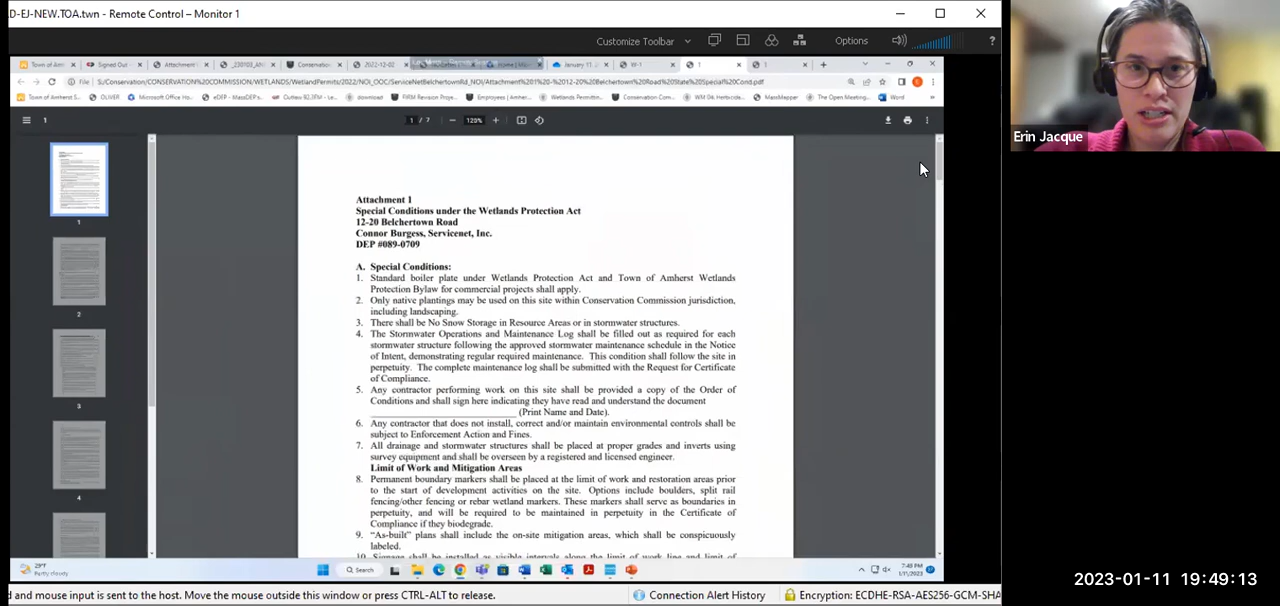 D-EJ-NEW.TOA.twn - Remote Control – Monitor 1
Customize Toolbar
Options
?
Town of Am
Signed Out
Attachment
_230103_AN
Conservation
2022-12-02
January 11,
W-1
1
1
File
S:/Conservation/CONSERVATION%20COMMISSION/WETLANDS/WetlandPermits/2022/NOI_OOC/ServiceNetBelchertownRd_NOI/Attachment%201%20-%2012-20%20Belchertown%20Road%20State%20Special%20Cond.pdf
Town of Amherst S...
OLIVER
Microsoft Office Ho...
eDEP - MassDEP's...
download
FIRM Revision Proje...
Employees | Amher...
Wetlands Permittin...
Conservation Com...
WM 04: Herbicide...
MassMapper
The Open Meeting...
Word
1
1 / 7
120%
Attachment 1
Special Conditions under the Wetlands Protection Act
12-20 Belchertown Road
Connor Burgess, Servicenet, Inc.
DEP #089-0709
A. Special Conditions:
1. Standard boiler plate under Wetlands Protection Act and Town of Amherst Wetlands
Protection Bylaw for commercial projects shall apply.
2. Only native plantings may be used on this site within Conservation Commission jurisdiction,
including landscaping.
3. There shall be No Snow Storage in Resource Areas or in stormwater structures.
4. The Stormwater Operations and Maintenance Log shall be filled out as required for each
stormwater structure following the approved stormwater maintenance schedule in the Notice
of Intent, demonstrating regular required maintenance. This condition shall follow the site in
perpetuity. The complete maintenance log shall be submitted with the Request for Certificate
of Compliance.
5. Any contractor performing work on this site shall be provided a copy of the Order of
Conditions and shall sign here indicating they have read and understand the document
____________________________ (Print Name and Date).
6. Any contractor that does not install, correct and/or maintain environmental controls shall be
subject to Enforcement Action and Fines.
7. All drainage and stormwater structures shall be placed at proper grades and inverts using
survey equipment and shall be overseen by a registered and licensed engineer.
Limit of Work and Mitigation Areas
8. Permanent boundary markers shall be placed at the limit of work and restoration areas prior
to the start of development activities on the site. Options include boulders, split rail
fencing/other fencing or rebar wetland markers. These markers shall serve as boundaries in
perpetuity, and will be required to be maintained in perpetuity in the Certificate of
Compliance if they biodegrade.
9. “As-built” plans shall include the on-site mitigation areas, which shall be conspicuously
labeled.
10. Signage shall be installed as visible intervals along the limit of work line and limit of
1
2
3
4
29°F
Partly cloudy
Search
7:49 PM
1/11/2023
d and mouse input is sent to the host. Move the mouse outside this window or press CTRL-ALT to release.
Connection Alert History
Encryption: ECDHE-RSA-AES256-GCM-SHA
Erin Jacque
2023-01-11 19:49:13